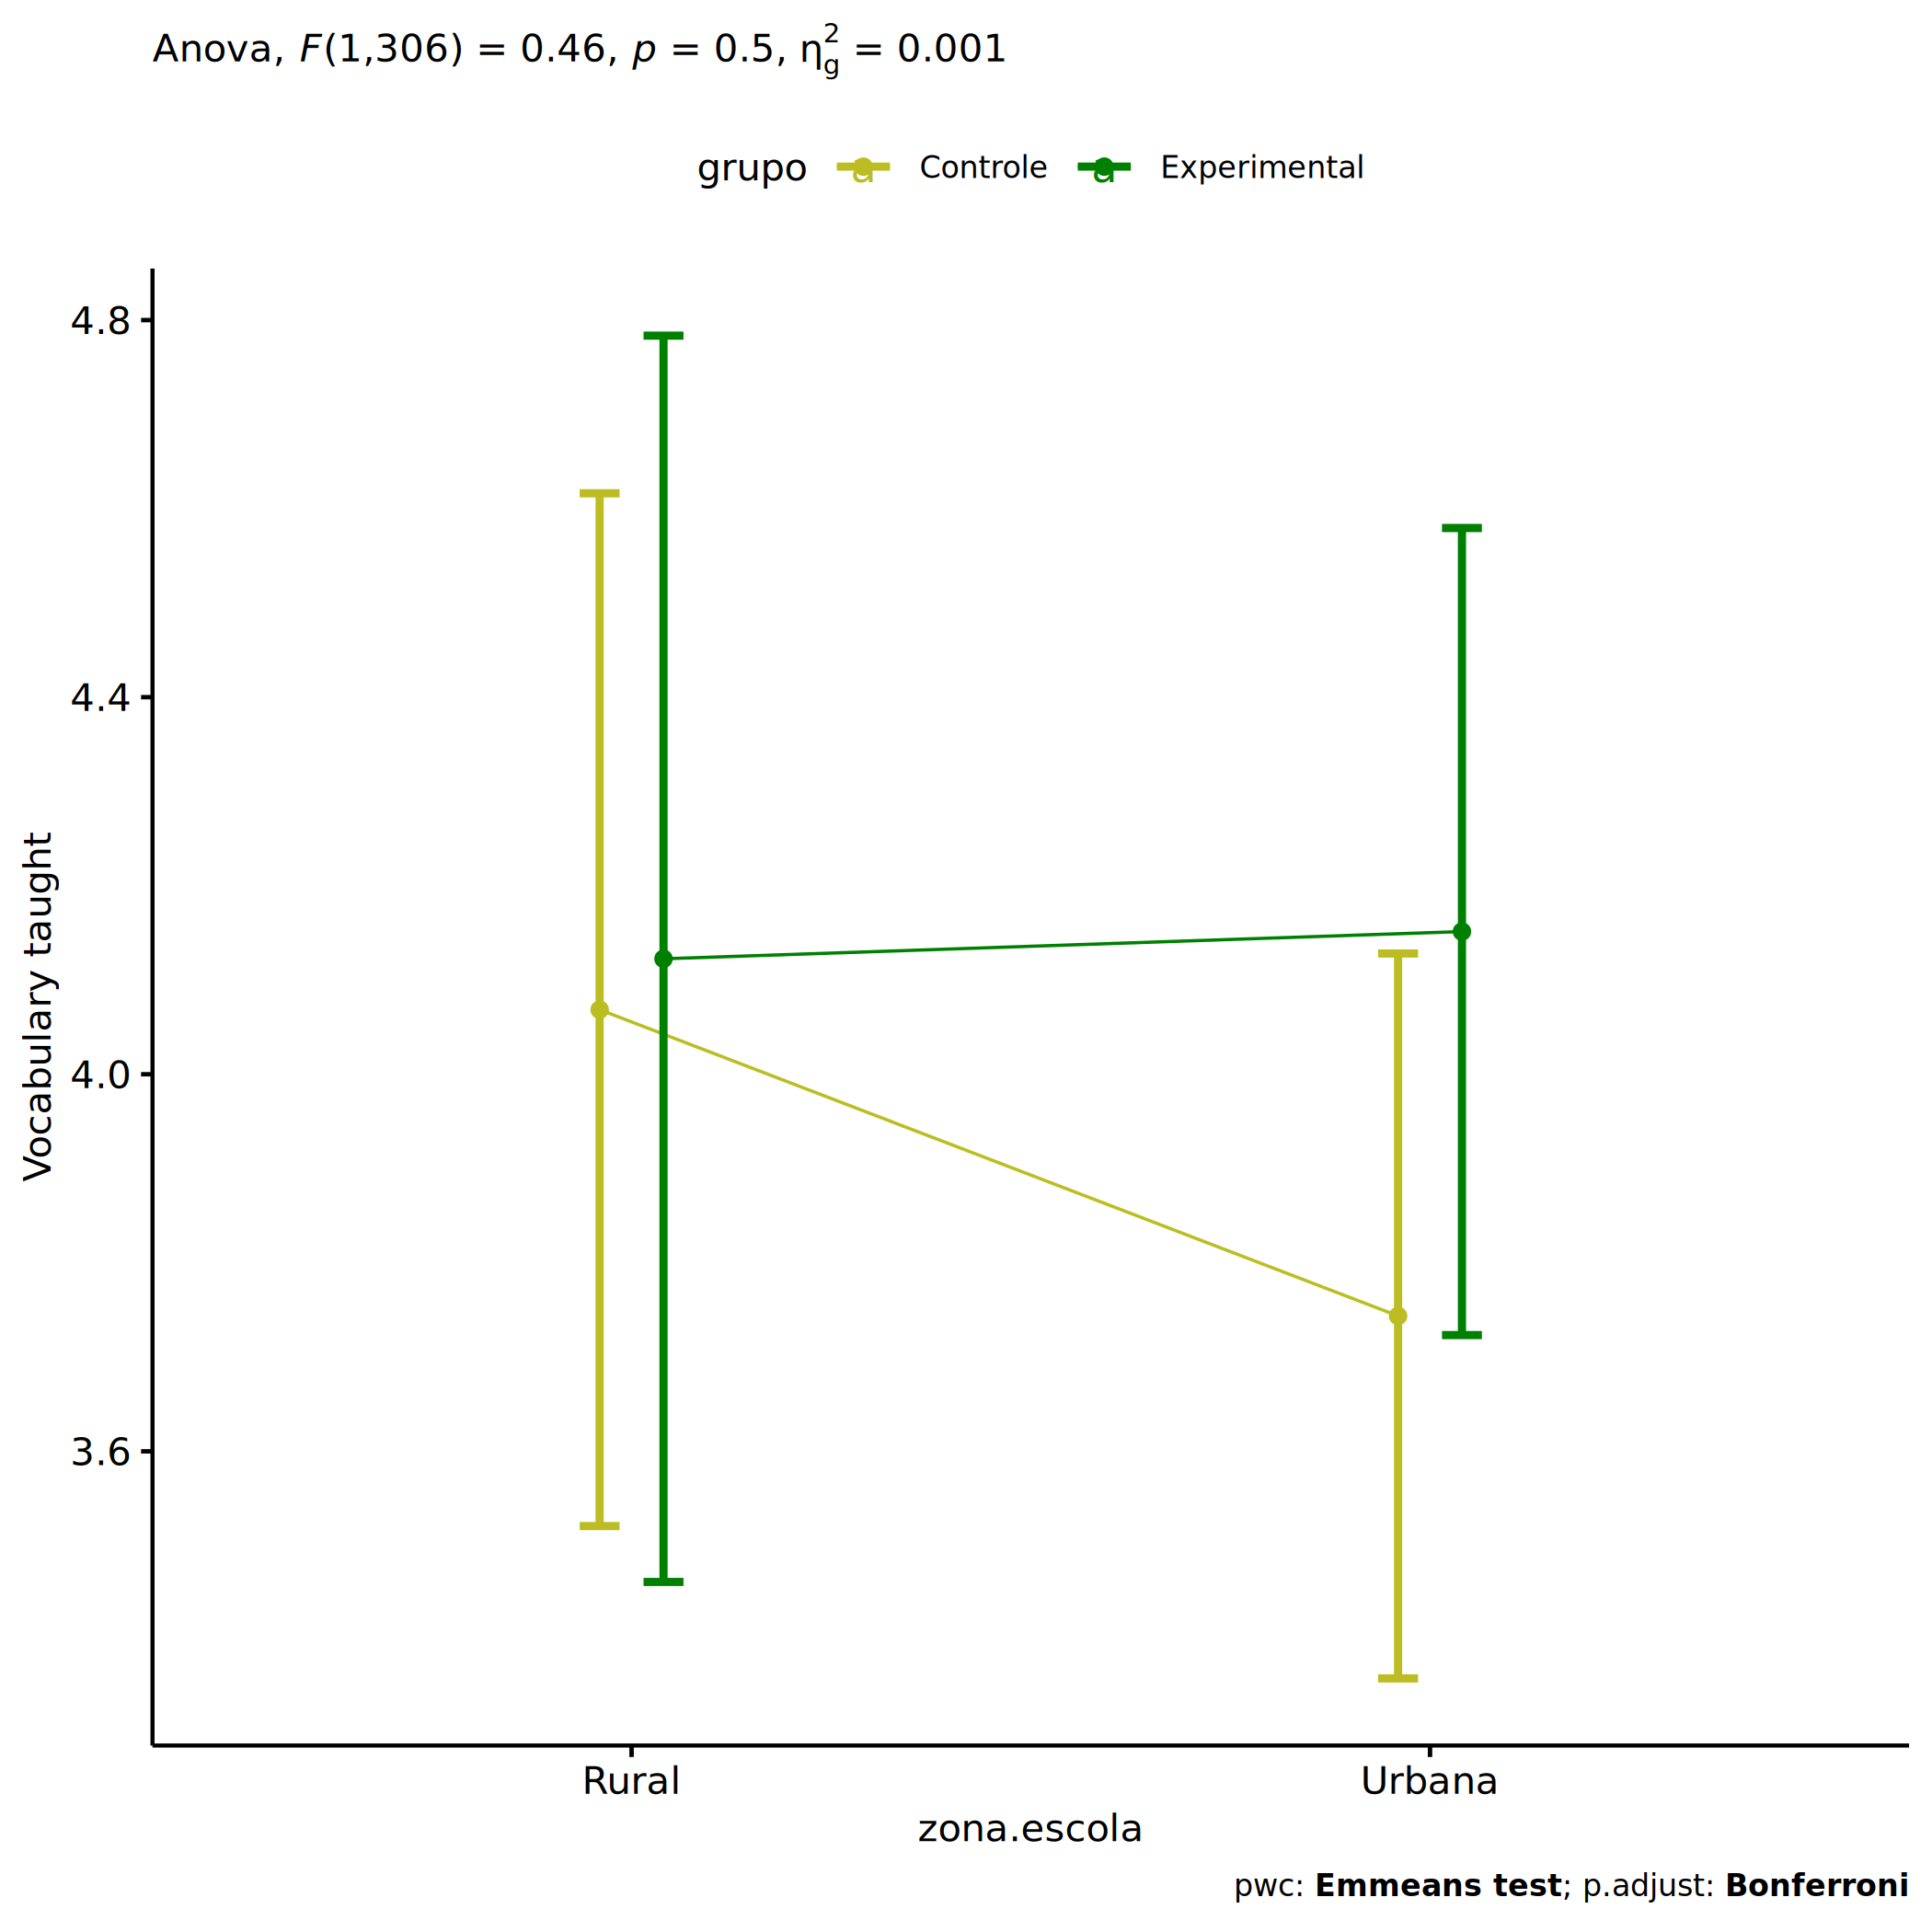 Anova, F(1,306) = 0.46, p = 0.5, η²g = 0.001
grupo a Controle a Experimental
4.8
4.4
4.0
3.6
Vocabulary taught
Rural Urbana
zona.escola
pwc: Emmeans test; p.adjust: Bonferroni